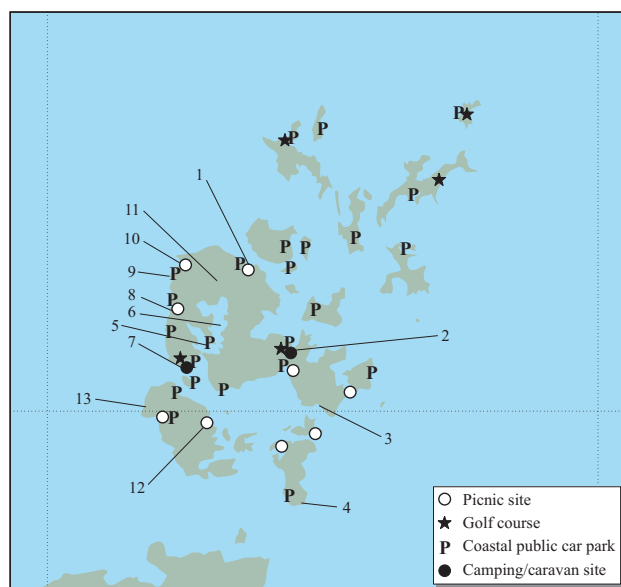 P
P P
1
P
11
P
10
P P P
P P
9 P
8 P
6 P
5 P
2
7 P P
P P P
P
P P
13
P
3
12
P
4
Picnic site
Golf course
P Coastal public car park
Camping/caravan site